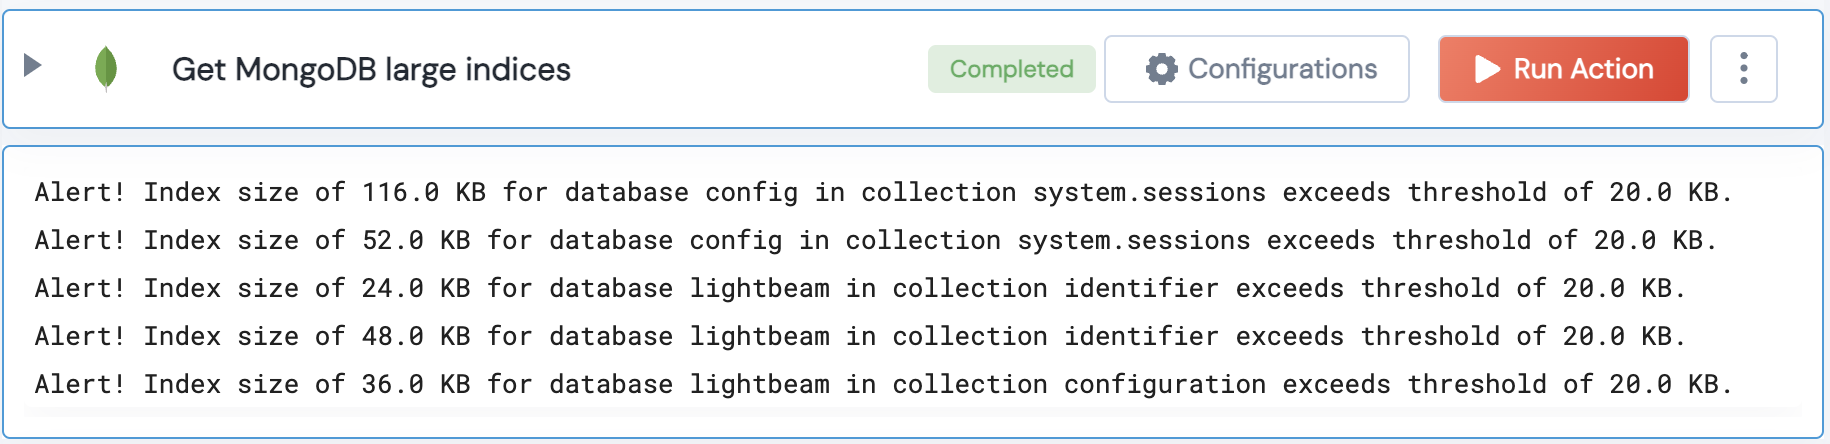 Get MongoDB large indices
Completed
Configurations
Run Action
Alert! Index size of 116.0 KB for database config in collection system.sessions exceeds threshold of 20.0 KB.
Alert! Index size of 52.0 KB for database config in collection system.sessions exceeds threshold of 20.0 KB.
Alert! Index size of 24.0 KB for database lightbeam in collection identifier exceeds threshold of 20.0 KB.
Alert! Index size of 48.0 KB for database lightbeam in collection identifier exceeds threshold of 20.0 KB.
Alert! Index size of 36.0 KB for database lightbeam in collection configuration exceeds threshold of 20.0 KB.